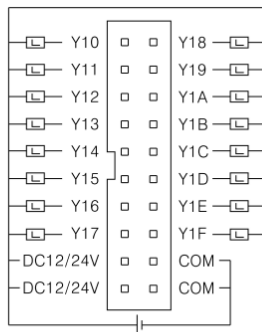 L Y10 Y18 L
L Y11 Y19 L
L Y12 Y1A L
L Y13 Y1B L
L Y14 Y1C L
L Y15 Y1D L
L Y16 Y1E L
L Y17 Y1F L
DC12/24V COM
DC12/24V COM